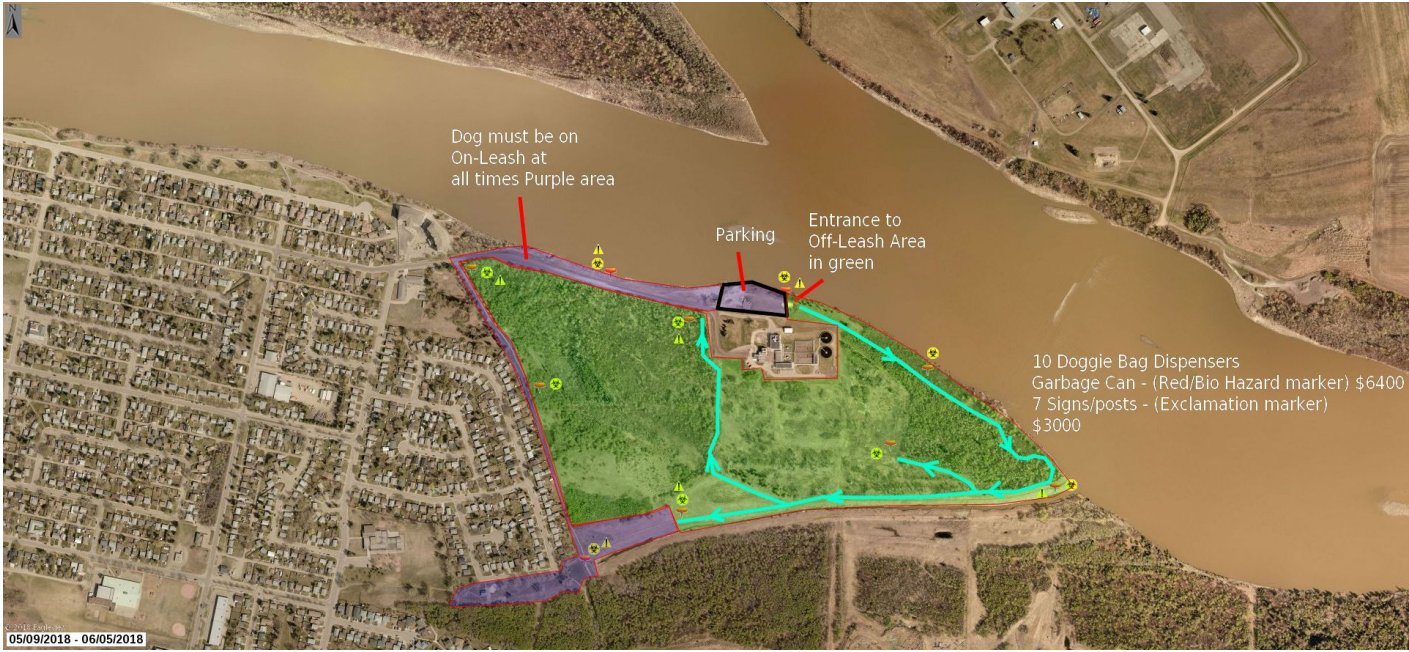 N
Dog must be on
On-Leash at
all times Purple area
Parking
Entrance to
Off-Leash Area
in green
10 Doggie Bag Dispensers
Garbage Can - (Red/Bio Hazard marker) $6400
7 Signs/posts - (Exclamation marker)
$3000
05/09/2018 - 06/05/2018